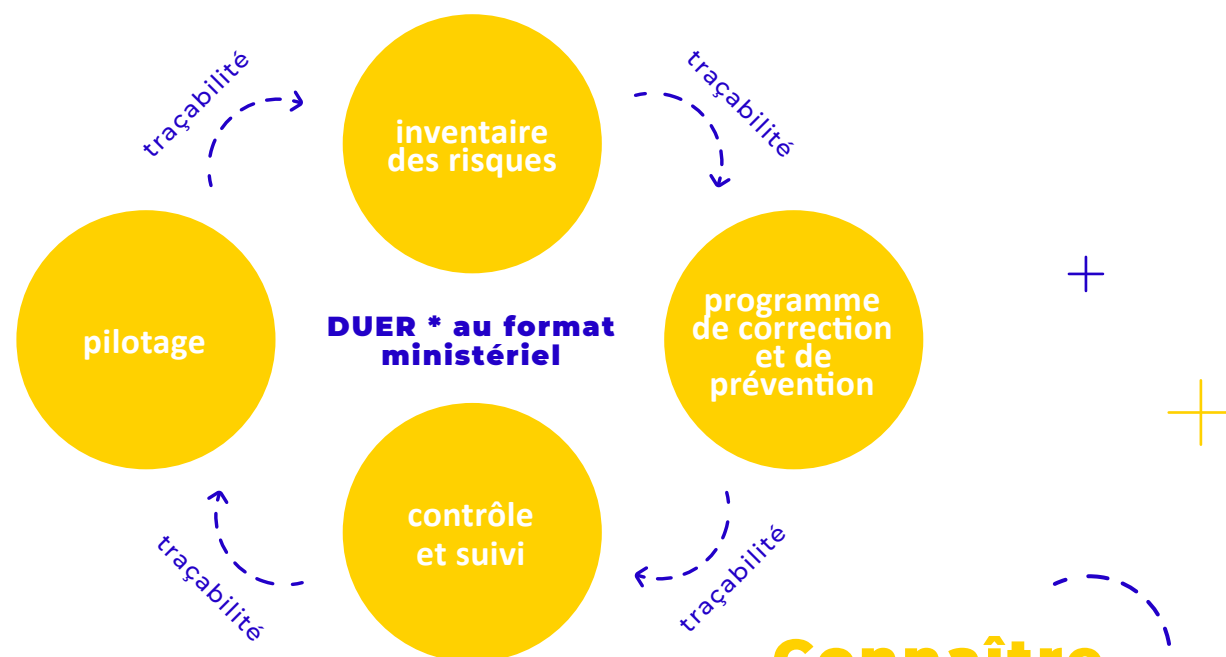 traçabilité
inventaire
des risques
traçabilité
pilotage
DUER * au format
ministériel
programme
de correction
et de
prévention
contrôle
et suivi
traçabilité
traçabilité
Connaître